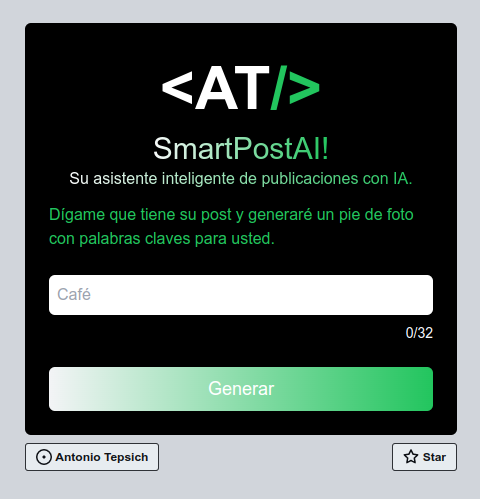 <AT/>
SmartPostAI!
Su asistente inteligente de publicaciones con IA.
Dígame que tiene su post y generaré un pie de foto
con palabras claves para usted.
Café
0/32
Generar
Antonio Tepsich
Star